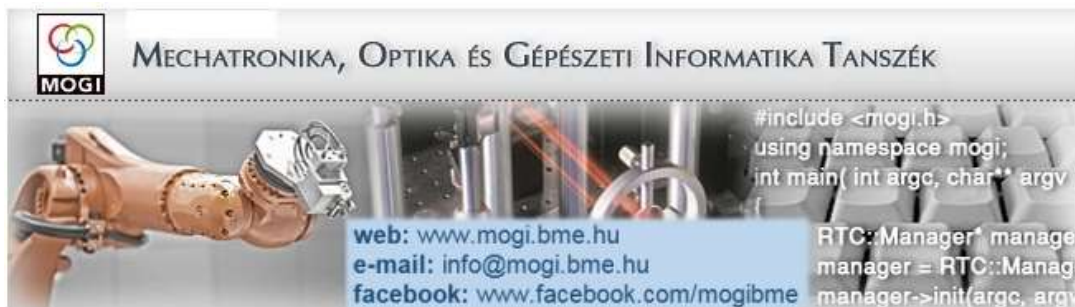 MOGI
MECHATRONIKA, OPTIKA ÉS GÉPÉSZETI INFORMATIKA TANSZÉK
#include <mogi.h>
using namespace mogi;
int main( int argc, char** argv
{
RTC::Manager* manage
manager = RTC::Manag
manager->init(argc, argv
web: www.mogi.bme.hu
e-mail: info@mogi.bme.hu
facebook: www.facebook.com/mogibme